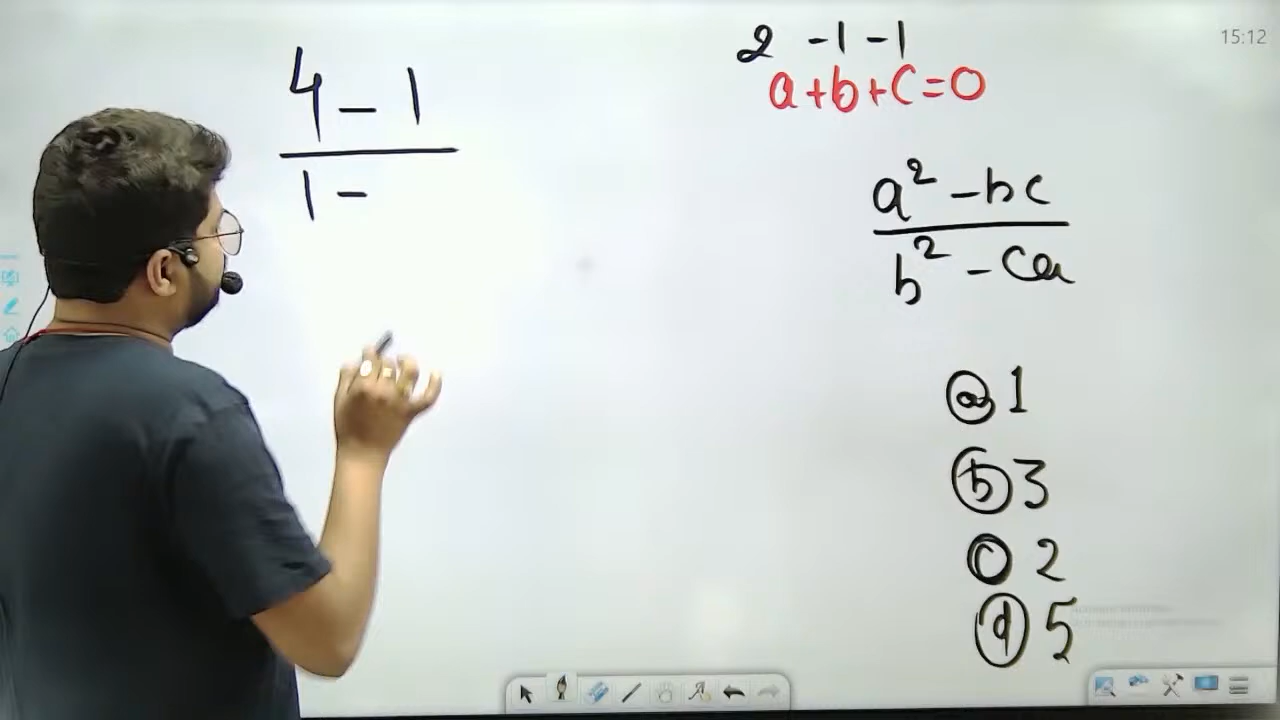 4 - 1
1 -
2 -1 -1
a+b+c=0
a² - bc
b² - ca
ⓐ 1
ⓑ 3
ⓒ 2
ⓓ 5
15:12